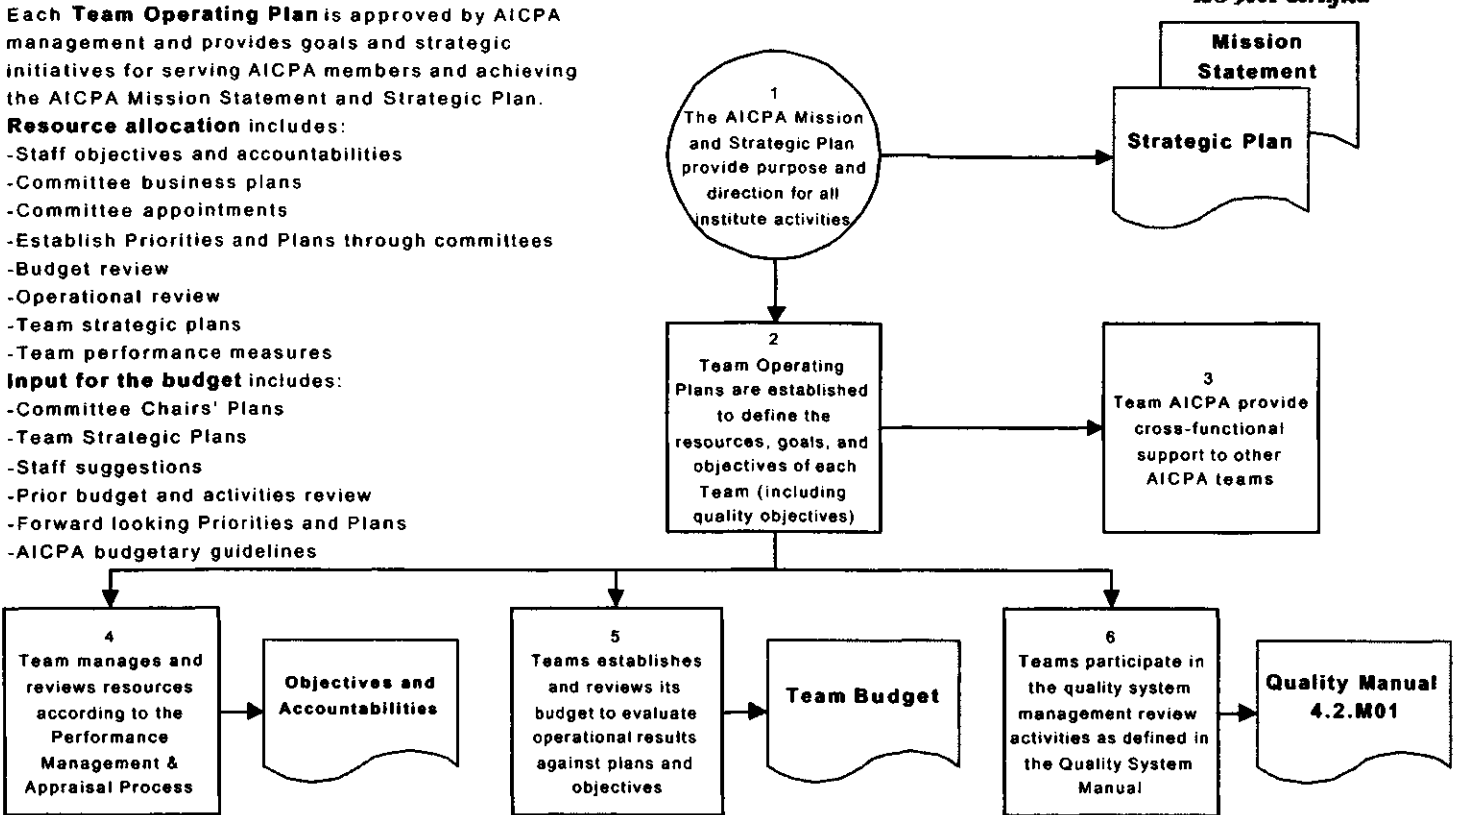 Each Team Operating Plan is approved by AICPA
management and provides goals and strategic
initiatives for serving AICPA members and achieving
the AICPA Mission Statement and Strategic Plan.
Resource allocation includes:
-Staff objectives and accountabilities
-Committee business plans
-Committee appointments
-Establish Priorities and Plans through committees
-Budget review
-Operational review
-Team strategic plans
-Team performance measures
Input for the budget includes:
-Committee Chairs' Plans
-Team Strategic Plans
-Staff suggestions
-Prior budget and activities review
-Forward looking Priorities and Plans
-AICPA budgetary guidelines
1
The AICPA Mission
and Strategic Plan
provide purpose and
direction for all
institute activities
Mission
Statement
Strategic Plan
2
Team Operating
Plans are established
to define the
resources, goals, and
objectives of each
Team (including
quality objectives)
3
Team AICPA provide
cross-functional
support to other
AICPA teams
4
Team manages and
reviews resources
according to the
Performance
Management &
Appraisal Process
Objectives and
Accountabilities
5
Teams establishes
and reviews its
budget to evaluate
operational results
against plans and
objectives
Team Budget
6
Teams participate in
the quality system
management review
activities as defined in
the Quality System
Manual
Quality Manual
4.2.M01